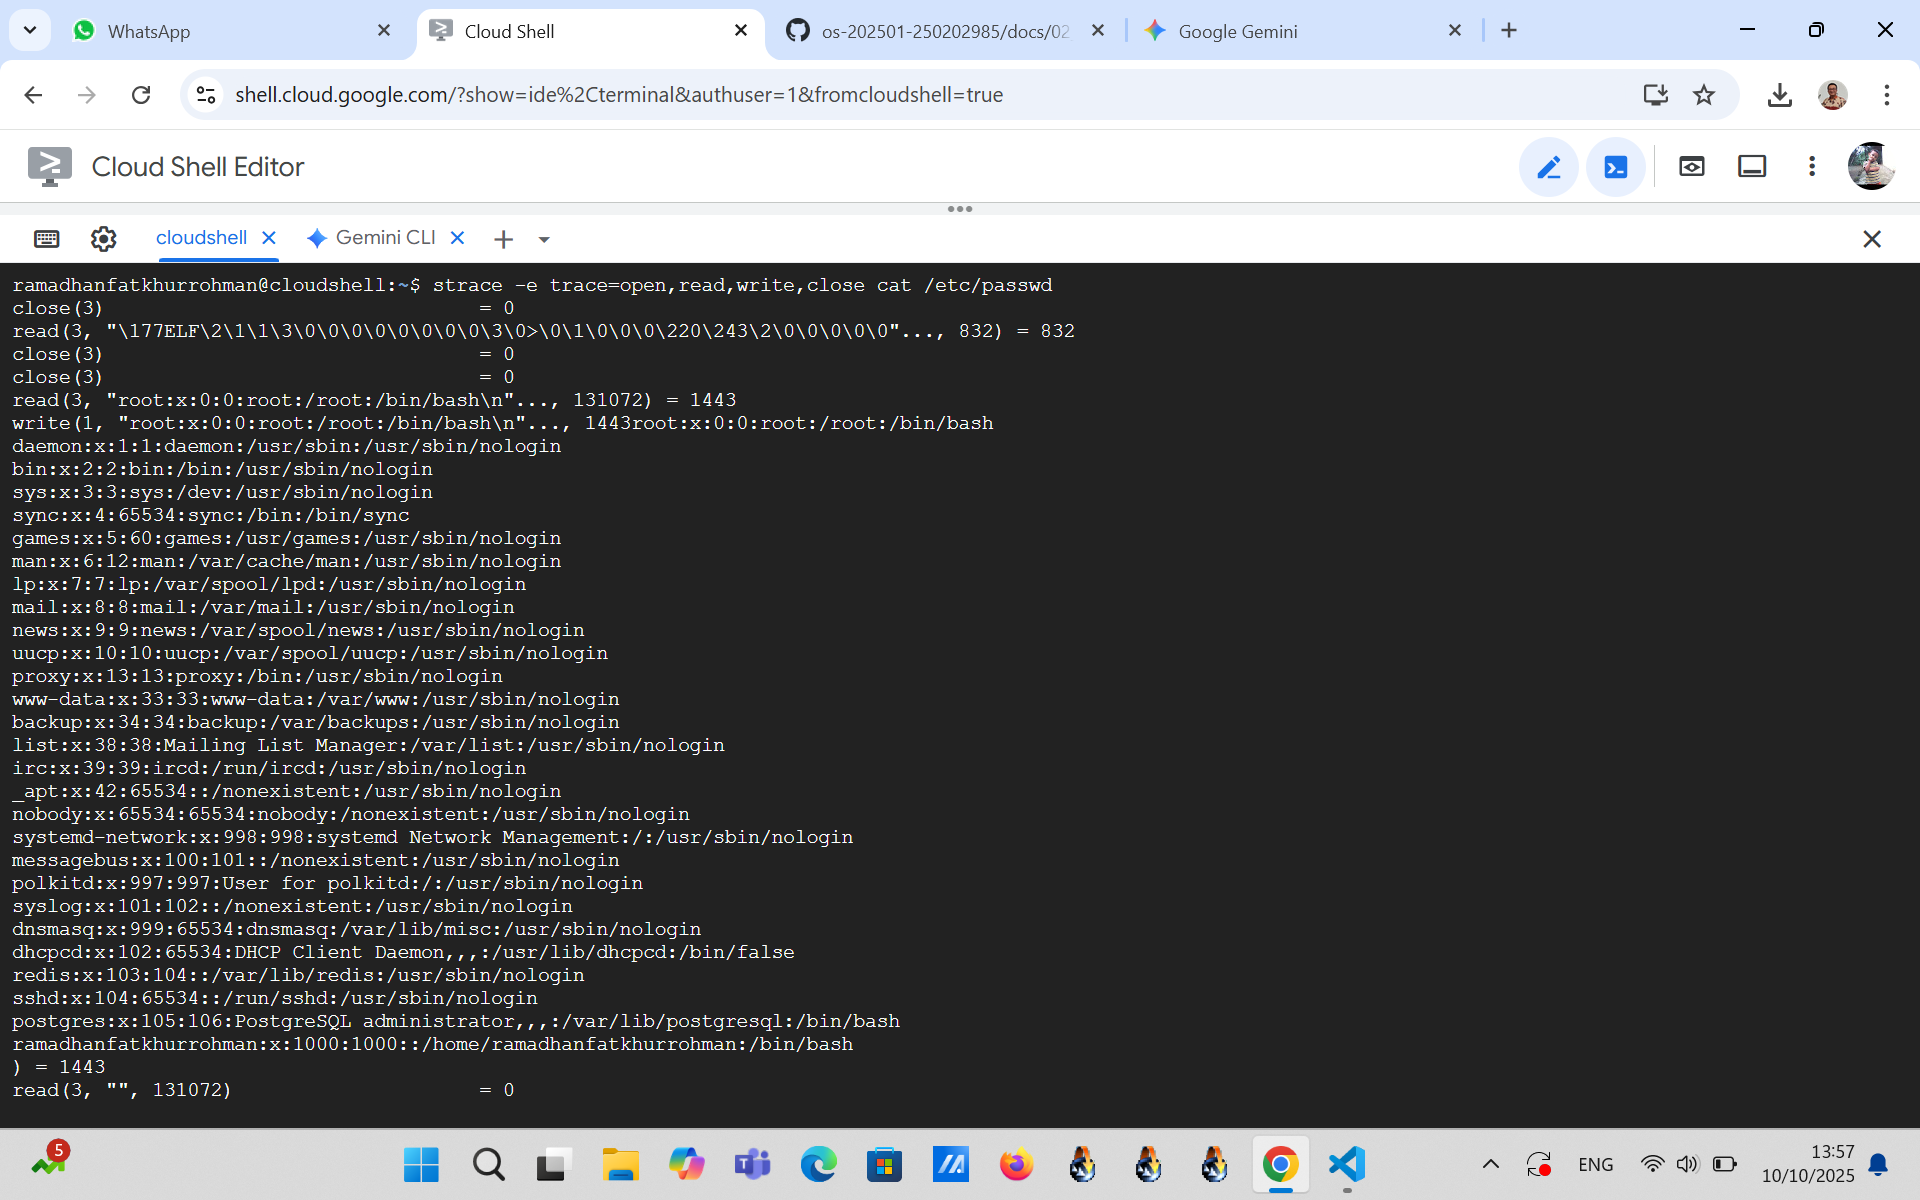 WhatsApp
Cloud Shell
os-202501-250202985/docs/02
Google Gemini
shell.cloud.google.com/?show=ide%2Cterminal&authuser=1&fromcloudshell=true
Cloud Shell Editor
cloudshell
Gemini CLI
ramadhanfatkhurrohman@cloudshell:~$ strace -e trace=open,read,write,close cat /etc/passwd
close(3)                                = 0
read(3, "\177ELF\2\1\1\3\0\0\0\0\0\0\0\0\3\0>\0\1\0\0\0\220\243\2\0\0\0\0\0"..., 832) = 832
close(3)                                = 0
close(3)                                = 0
read(3, "root:x:0:0:root:/root:/bin/bash\n"..., 131072) = 1443
write(1, "root:x:0:0:root:/root:/bin/bash\n"..., 1443root:x:0:0:root:/root:/bin/bash
daemon:x:1:1:daemon:/usr/sbin:/usr/sbin/nologin
bin:x:2:2:bin:/bin:/usr/sbin/nologin
sys:x:3:3:sys:/dev:/usr/sbin/nologin
sync:x:4:65534:sync:/bin:/bin/sync
games:x:5:60:games:/usr/games:/usr/sbin/nologin
man:x:6:12:man:/var/cache/man:/usr/sbin/nologin
lp:x:7:7:lp:/var/spool/lpd:/usr/sbin/nologin
mail:x:8:8:mail:/var/mail:/usr/sbin/nologin
news:x:9:9:news:/var/spool/news:/usr/sbin/nologin
uucp:x:10:10:uucp:/var/spool/uucp:/usr/sbin/nologin
proxy:x:13:13:proxy:/bin:/usr/sbin/nologin
www-data:x:33:33:www-data:/var/www:/usr/sbin/nologin
backup:x:34:34:backup:/var/backups:/usr/sbin/nologin
list:x:38:38:Mailing List Manager:/var/list:/usr/sbin/nologin
irc:x:39:39:ircd:/run/ircd:/usr/sbin/nologin
_apt:x:42:65534::/nonexistent:/usr/sbin/nologin
nobody:x:65534:65534:nobody:/nonexistent:/usr/sbin/nologin
systemd-network:x:998:998:systemd Network Management:/:/usr/sbin/nologin
messagebus:x:100:101::/nonexistent:/usr/sbin/nologin
polkitd:x:997:997:User for polkitd:/:/usr/sbin/nologin
syslog:x:101:102::/nonexistent:/usr/sbin/nologin
dnsmasq:x:999:65534:dnsmasq:/var/lib/misc:/usr/sbin/nologin
dhcpcd:x:102:65534:DHCP Client Daemon,,,:/usr/lib/dhcpcd:/bin/false
redis:x:103:104::/var/lib/redis:/usr/sbin/nologin
sshd:x:104:65534::/run/sshd:/usr/sbin/nologin
postgres:x:105:106:PostgreSQL administrator,,,:/var/lib/postgresql:/bin/bash
ramadhanfatkhurrohman:x:1000:1000::/home/ramadhanfatkhurrohman:/bin/bash
) = 1443
read(3, "", 131072)                     = 0
5
ENG
13:57
10/10/2025